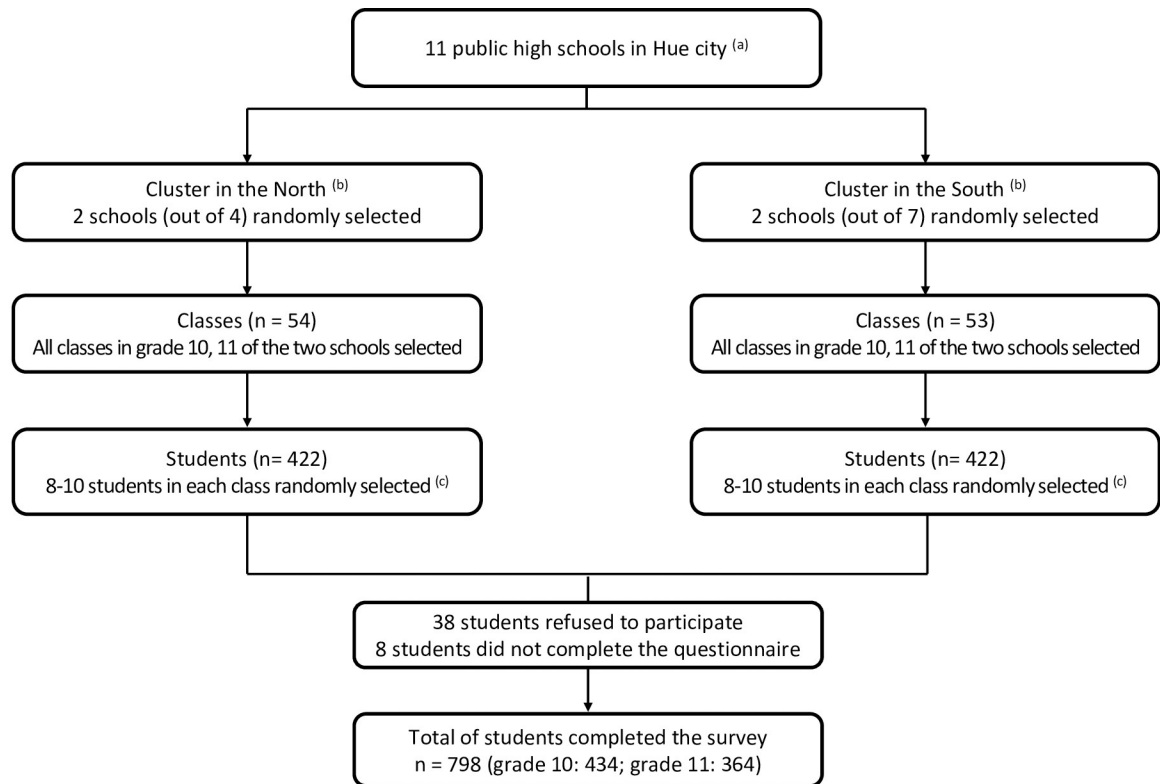 11 public high schools in Hue city (a)
Cluster in the North (b)
2 schools (out of 4) randomly selected
Cluster in the South (b)
2 schools (out of 7) randomly selected
Classes (n = 54)
All classes in grade 10, 11 of the two schools selected
Classes (n = 53)
All classes in grade 10, 11 of the two schools selected
Students (n= 422)
8-10 students in each class randomly selected (c)
Students (n= 422)
8-10 students in each class randomly selected (c)
38 students refused to participate
8 students did not complete the questionnaire
Total of students completed the survey
n = 798 (grade 10: 434; grade 11: 364)